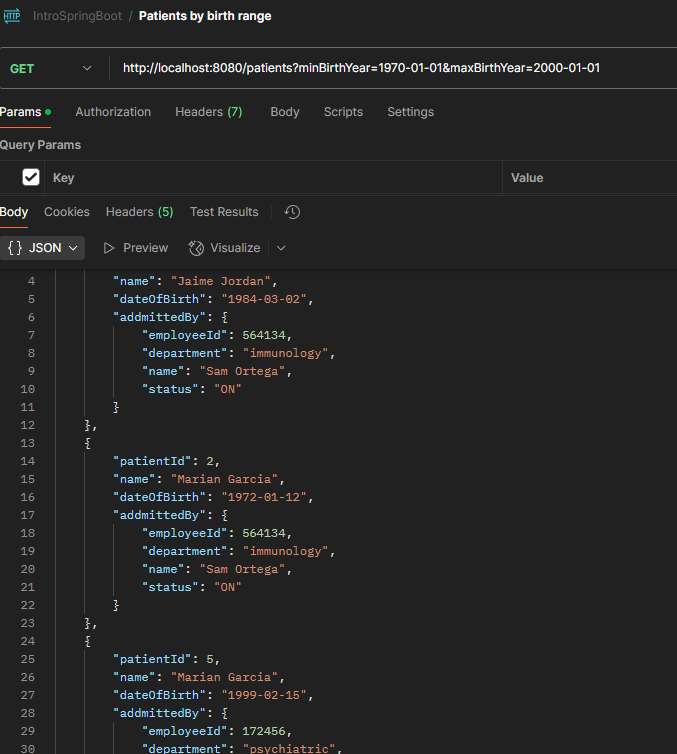 HTTP IntroSpringBoot / Patients by birth range
GET http://localhost:8080/patients?minBirthYear=1970-01-01&maxBirthYear=2000-01-01
Params Authorization Headers (7) Body Scripts Settings
Query Params
Key Value
Body Cookies Headers (5) Test Results
{} JSON Preview Visualize
4 "name": "Jaime Jordan",
5 "dateOfBirth": "1984-03-02",
6 "addmittedBy": {
7 "employeeId": 564134,
8 "department": "immunology",
9 "name": "Sam Ortega",
10 "status": "ON"
11 }
12 },
13 {
14 "patientId": 2,
15 "name": "Marian Garcia",
16 "dateOfBirth": "1972-01-12",
17 "addmittedBy": {
18 "employeeId": 564134,
19 "department": "immunology",
20 "name": "Sam Ortega",
21 "status": "ON"
22 }
23 },
24 {
25 "patientId": 5,
26 "name": "Marian Garcia",
27 "dateOfBirth": "1999-02-15",
28 "addmittedBy": {
29 "employeeId": 172456,
30 "department": "psychiatric",